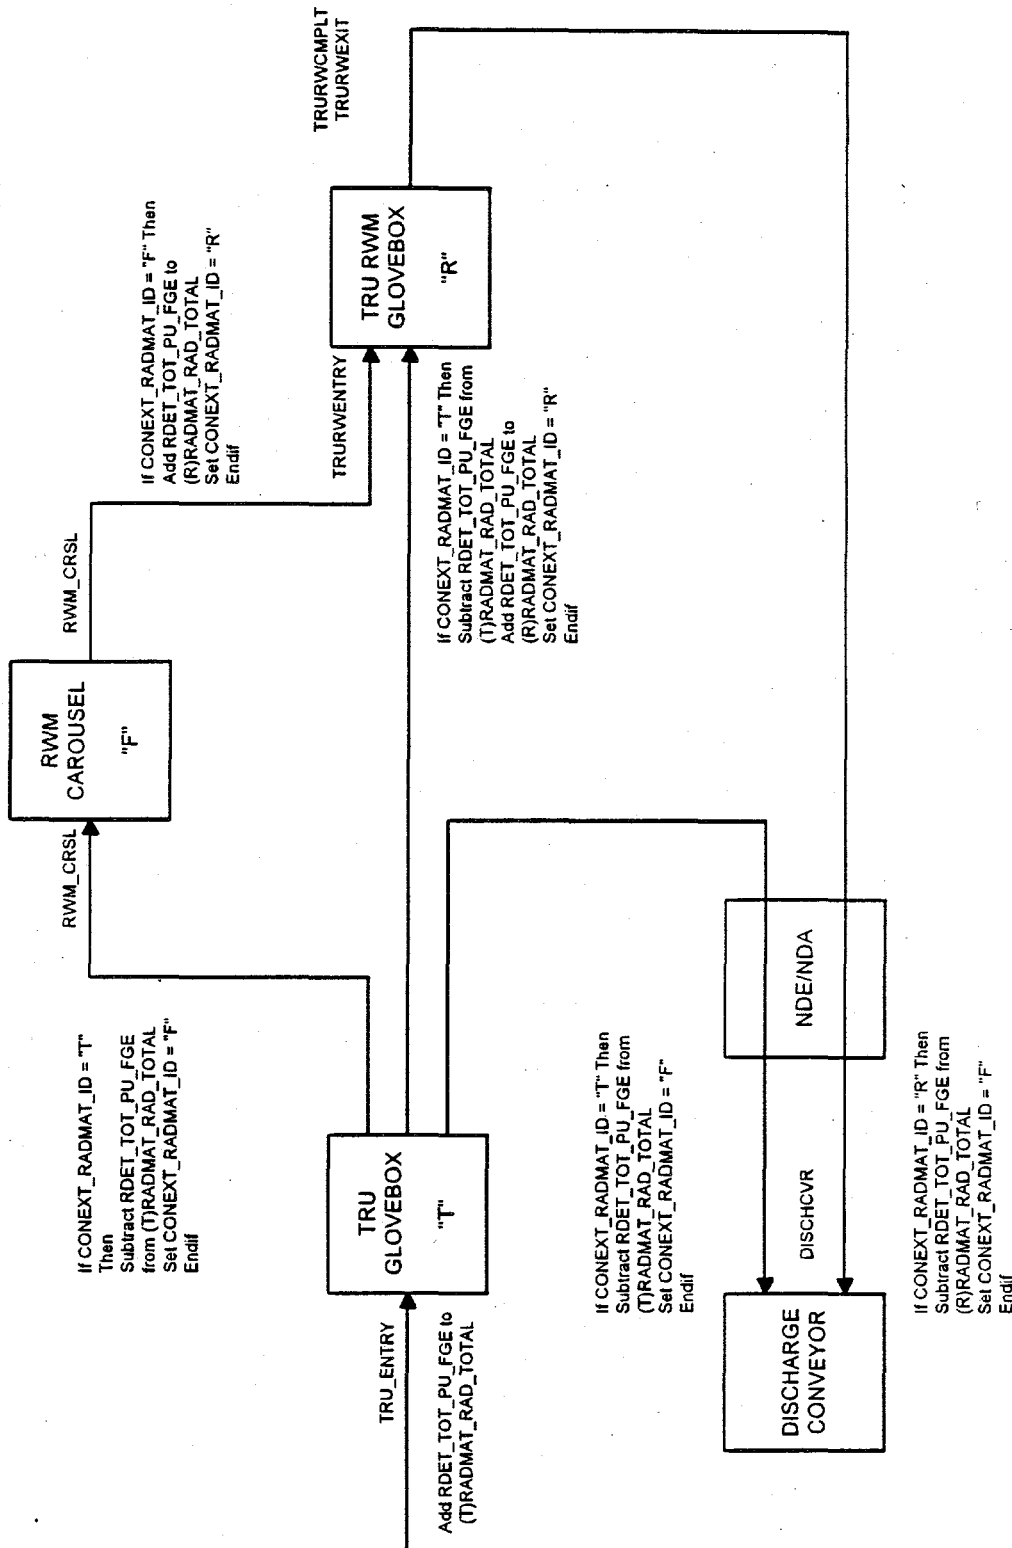 If CONEXT_RADMAT_ID = "T"
Then
Subtract RDET_TOT_PU_FGE
from (T)RADMAT_RAD_TOTAL
Set CONEXT_RADMAT_ID = "F"
Endif
RWM_CRSL
RWM
CAROUSEL
"F"
RWM_CRSL
If CONEXT_RADMAT_ID = "F" Then
Add RDET_TOT_PU_FGE to
(R)RADMAT_RAD_TOTAL
Set CONEXT_RADMAT_ID = "R"
Endif
TRURWCMPLT
TRURWEXIT
TRU_ENTRY
Add RDET_TOT_PU_FGE to
(T)RADMAT_RAD_TOTAL
TRU
GLOVEBOX
"T"
TRURWENTRY
If CONEXT_RADMAT_ID = "T" Then
Subtract RDET_TOT_PU_FGE from
(T)RADMAT_RAD_TOTAL
Add RDET_TOT_PU_FGE to
(R)RADMAT_RAD_TOTAL
Set CONEXT_RADMAT_ID = "R"
Endif
TRU RWM
GLOVEBOX
"R"
If CONEXT_RADMAT_ID = "T" Then
Subtract RDET_TOT_PU_FGE from
(T)RADMAT_RAD_TOTAL
Set CONEXT_RADMAT_ID = "F"
Endif
DISCHARGE
CONVEYOR
DISCHCVR
NDE/NDA
If CONEXT_RADMAT_ID = "R" Then
Subtract RDET_TOT_PU_FGE from
(R)RADMAT_RAD_TOTAL
Set CONEXT_RADMAT_ID = "F"
Endif